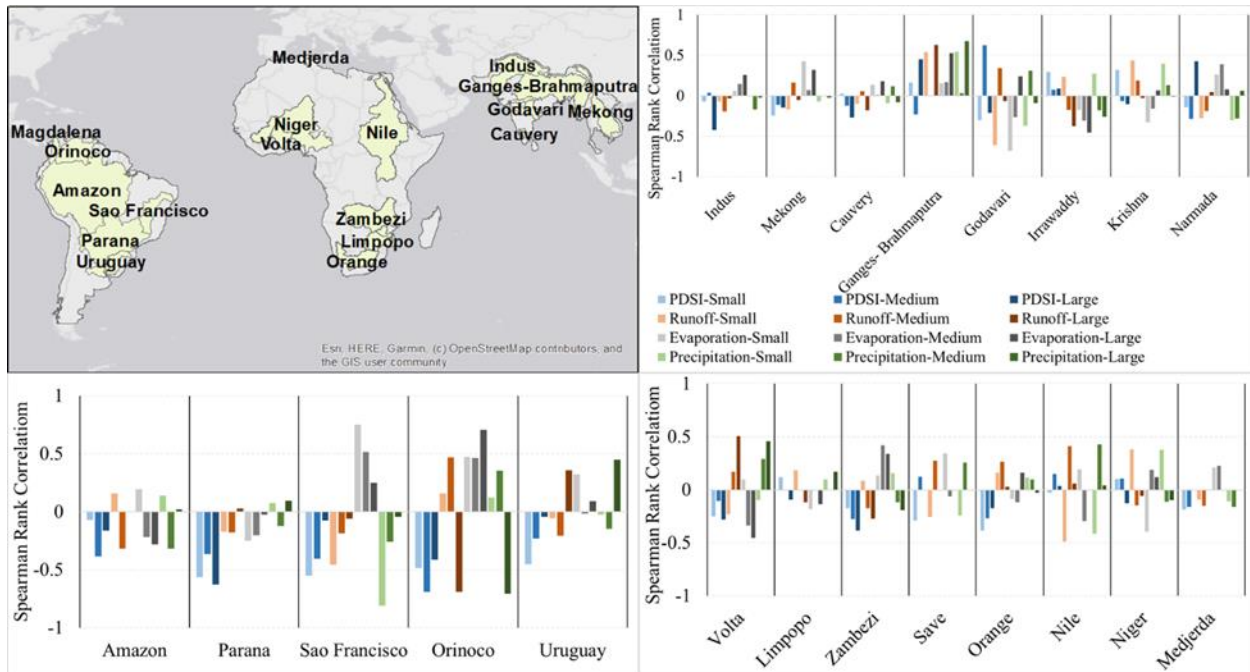 Medjerda
Indus
Ganges-Brahmaputra
Godavari
Mekong
Cauvery
Niger
Volta
Nile
Magdalena
Orinoco
Amazon
Sao Francisco
Parana
Uruguay
Zambezi
Limpopo
Orange
Esri, HERE, Garmin, (c) OpenStreetMap contributors, and
the GIS user community
Spearman Rank Correlatiom
1
0.5
0
-0.5
-1
Indus
Mekong
Cauvery
Ganges- Brahmaputra
Godavari
Irrawaddy
Krishna
Narmada
PDSI-Small PDSI-Medium PDSI-Large
Runoff-Small Runoff-Medium Runoff-Large
Evaporation-Small Evaporation-Medium Evaporation-Large
Precipitation-Small Precipitation-Medium Precipitation-Large
Spearman Rank Correlatiom
1
0.5
0
-0.5
-1
Amazon Parana Sao Francisco Orinoco Uruguay
Spearman Rank Correlatiom
1
0.5
0
-0.5
-1
Volta
Limpopo
Zambezi
Save
Orange
Nile
Niger
Medjerda